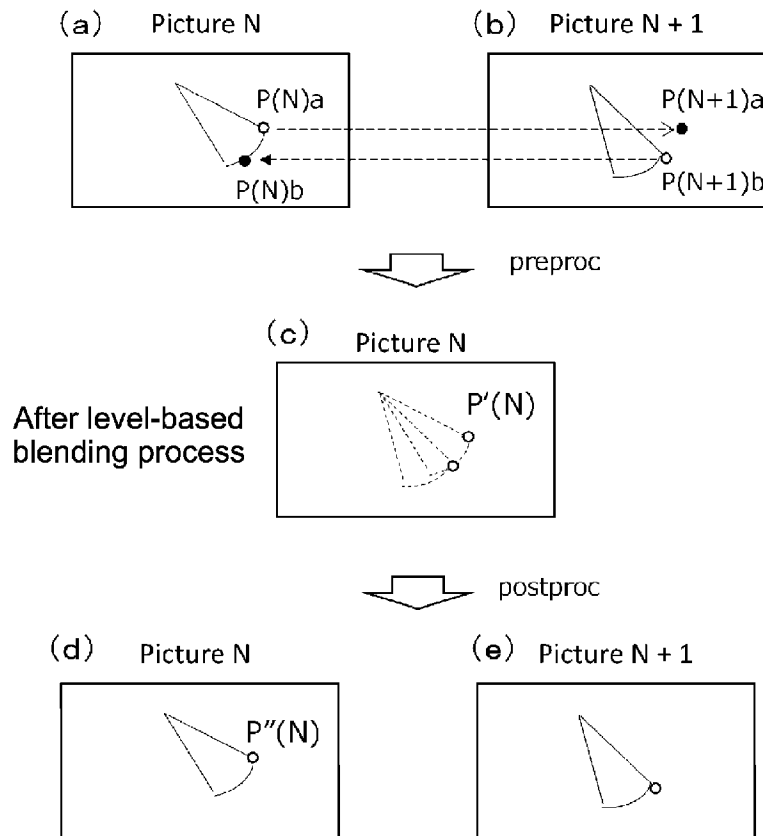 (a) Picture N
(b) Picture N + 1
P(N)a
P(N)b
P(N+1)a
P(N+1)b
preproc
(c) Picture N
P′(N)
After level-based
blending process
postproc
(d) Picture N
P″(N)
(e) Picture N + 1